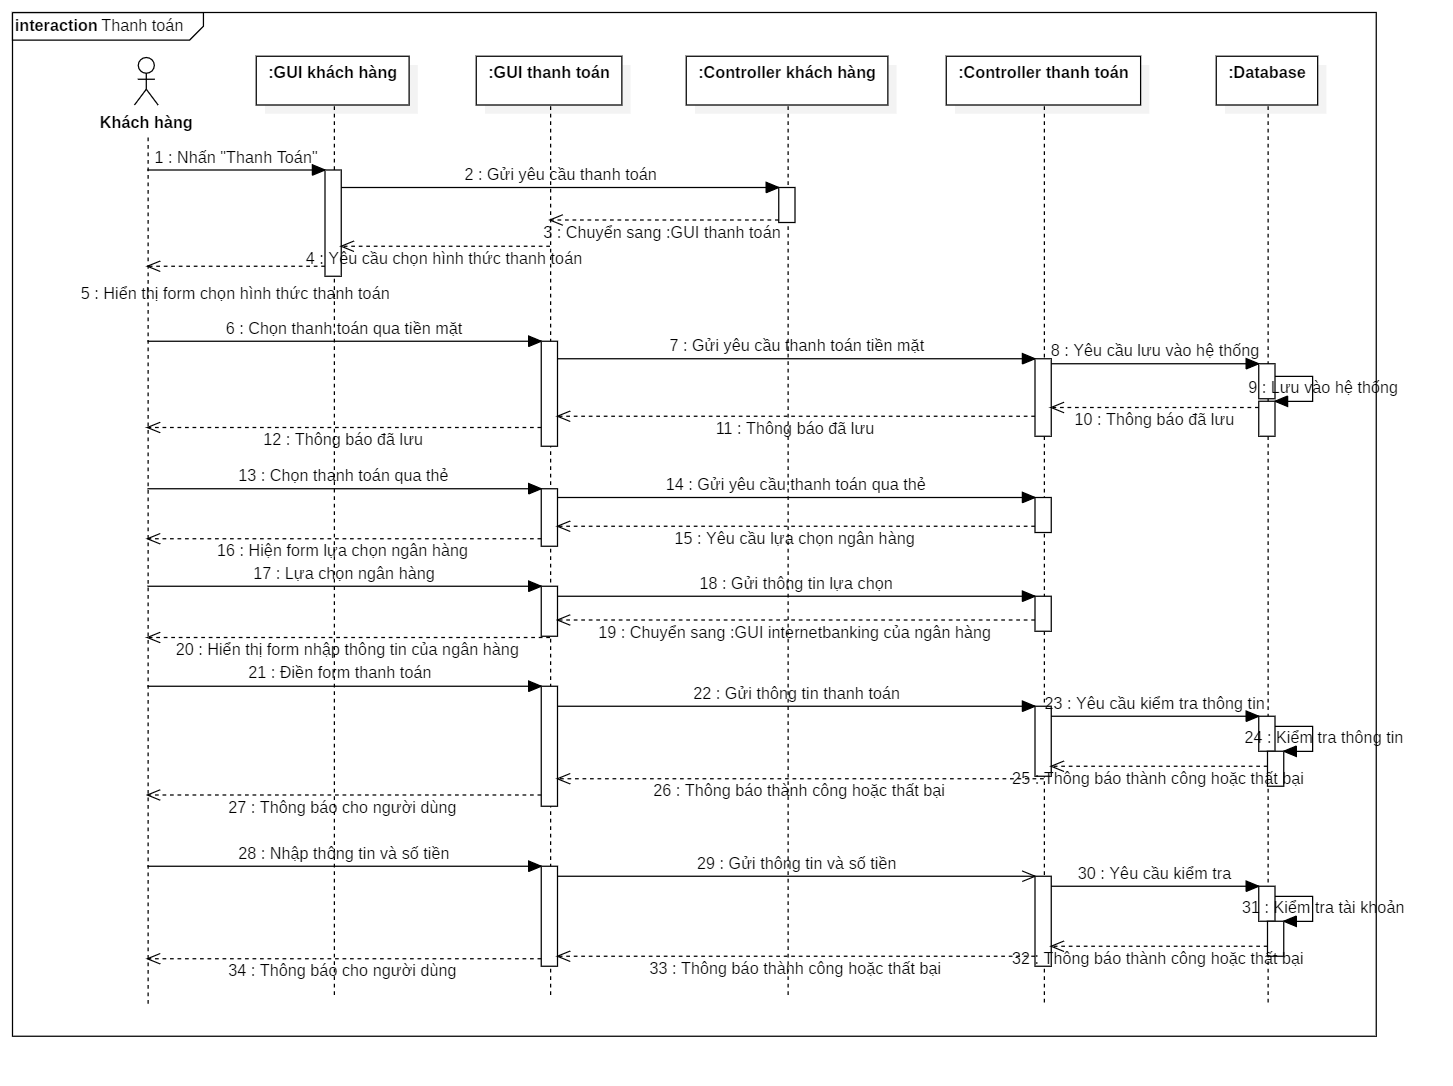 interaction Thanh toán
Khách hàng
:GUI khách hàng
:GUI thanh toán
:Controller khách hàng
:Controller thanh toán
:Database
1 : Nhấn "Thanh Toán"
2 : Gửi yêu cầu thanh toán
3 : Chuyển sang :GUI thanh toán
4 : Yêu cầu chọn hình thức thanh toán
5 : Hiển thị form chọn hình thức thanh toán
6 : Chọn thanh toán qua tiền mặt
7 : Gửi yêu cầu thanh toán tiền mặt
8 : Yêu cầu lưu vào hệ thống
9 : Lưu vào hệ thống
10 : Thông báo đã lưu
11 : Thông báo đã lưu
12 : Thông báo đã lưu
13 : Chọn thanh toán qua thẻ
14 : Gửi yêu cầu thanh toán qua thẻ
15 : Yêu cầu lựa chọn ngân hàng
16 : Hiện form lựa chọn ngân hàng
17 : Lựa chọn ngân hàng
18 : Gửi thông tin lựa chọn
19 : Chuyển sang :GUI internetbanking của ngân hàng
20 : Hiển thị form nhập thông tin của ngân hàng
21 : Điền form thanh toán
22 : Gửi thông tin thanh toán
23 : Yêu cầu kiểm tra thông tin
24 : Kiểm tra thông tin
25 : Thông báo thành công hoặc thất bại
26 : Thông báo thành công hoặc thất bại
27 : Thông báo cho người dùng
28 : Nhập thông tin và số tiền
29 : Gửi thông tin và số tiền
30 : Yêu cầu kiểm tra
31 : Kiểm tra tài khoản
32 : Thông báo thành công hoặc thất bại
33 : Thông báo thành công hoặc thất bại
34 : Thông báo cho người dùng